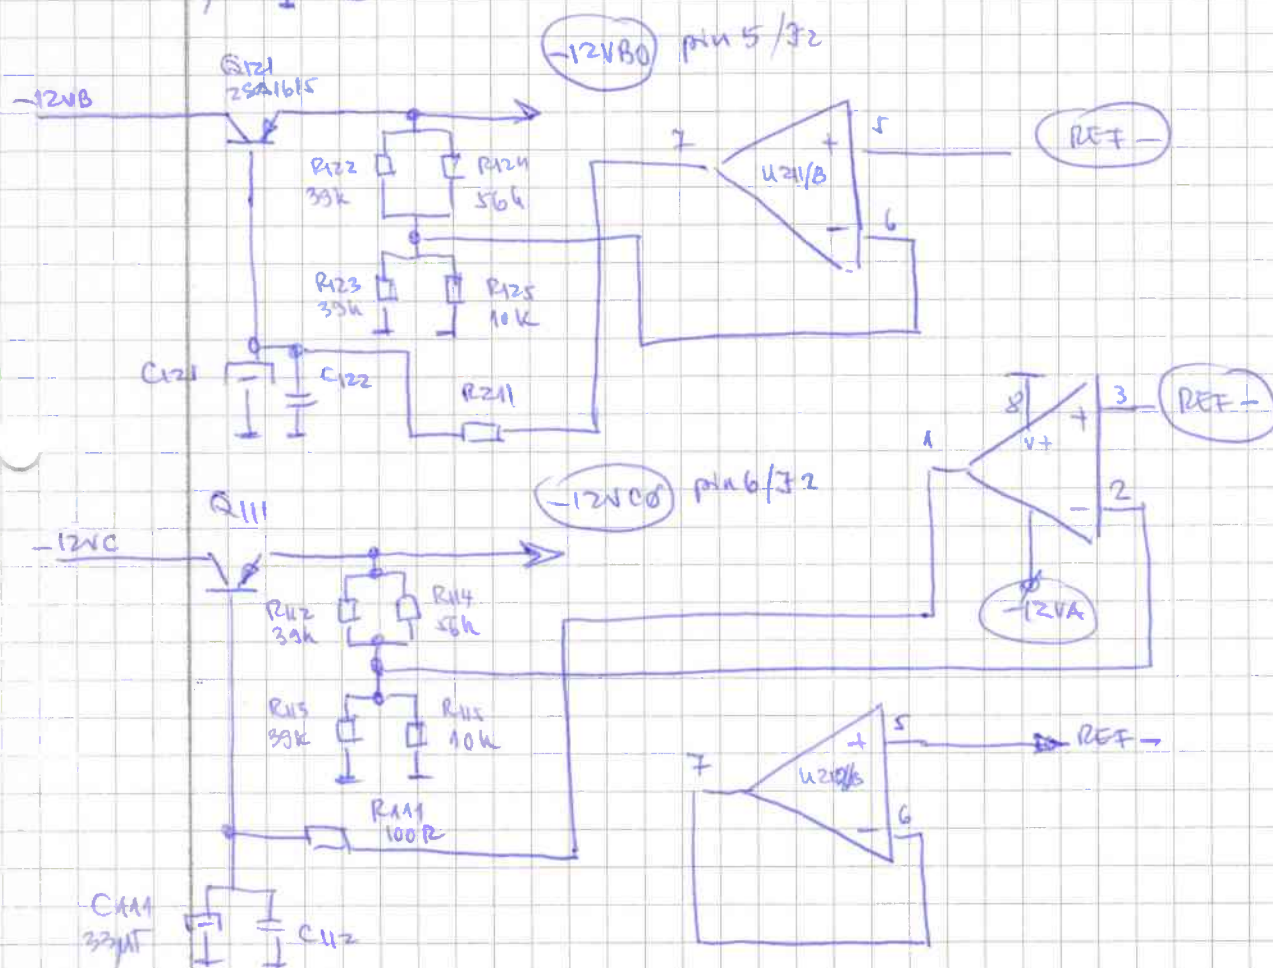 -12VB0 pin 5/J2
Q121
2SA1615
-12VB
R122
39k
R124
56k
7
+
5
REF -
U211/B
-
6
R123
39k
R125
10K
C121
C122
R211
8
V+
+
3
REF -
1
-
2
-12VA
Q111
-12VC0 pin 6/J2
-12VC
R112
39k
R114
56k
R113
39K
R115
10k
7
+
5
REF -
-
6
R111
100R
C111
33µF
C112